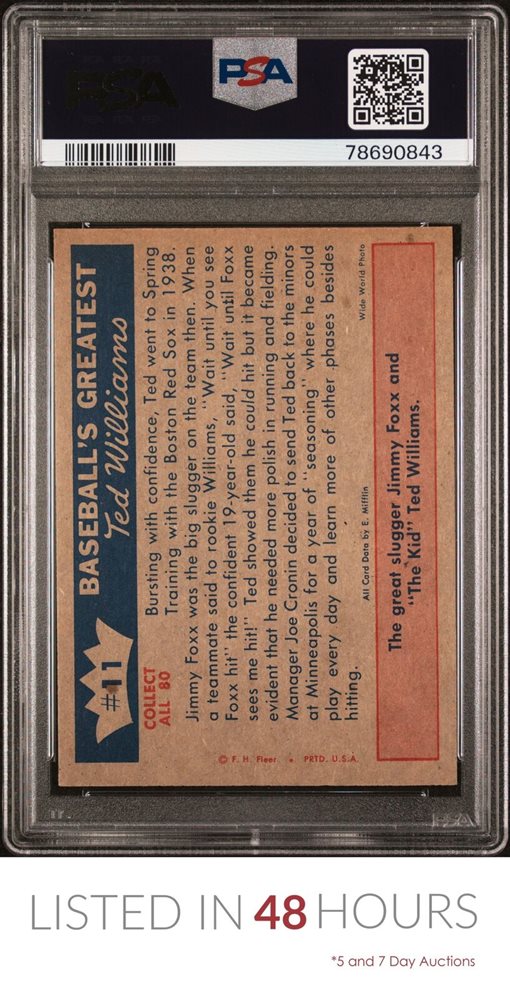 PSA
PSA
78690843
#11
BASEBALL'S GREATEST
Ted Williams
COLLECT
ALL 80
Bursting with confidence, Ted went to Spring
Training with the Boston Red Sox in 1938.
Jimmy Foxx was the big slugger on the team then. When
a teammate said to rookie Williams, "Wait until you see
Foxx hit" the confident 19-year-old said, "Wait until Foxx
sees me hit!" Ted showed them he could hit but it became
evident that he needed more polish in running and fielding.
Manager Joe Cronin decided to send Ted back to the minors
at Minneapolis for a year of "seasoning" where he could
play every day and learn more of other phases besides
hitting.
All Card Data by E. Mifflin
Wide World Photo
© F. H. Fleer • PRTD. U.S.A.
The great slugger Jimmy Foxx and
"The Kid" Ted Williams.
PSA
LISTED IN 48 HOURS
*5 and 7 Day Auctions